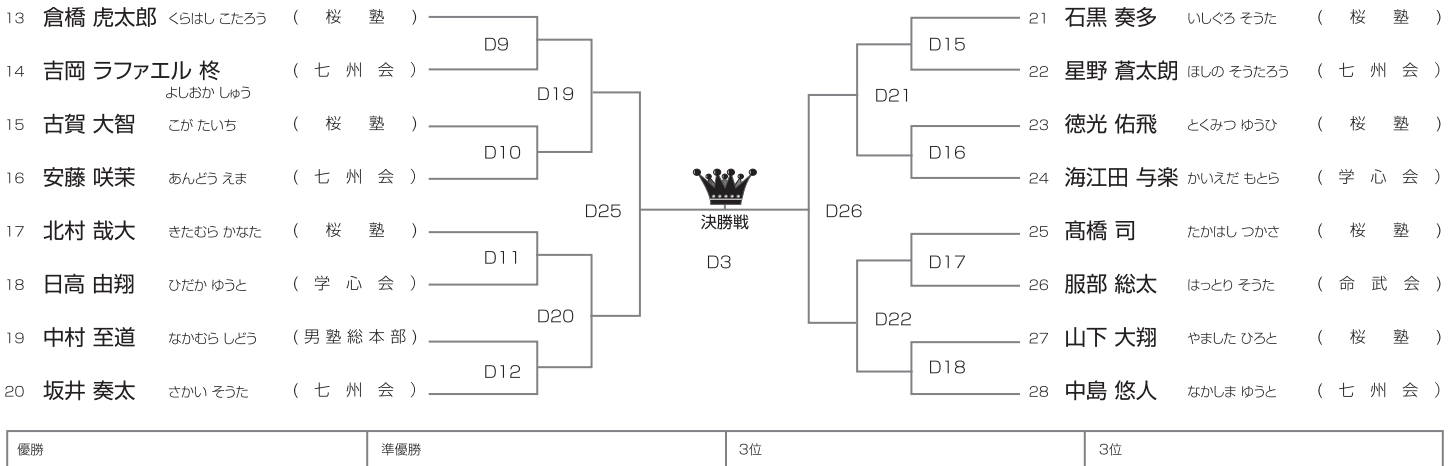 13 倉橋 虎太郎 くらはし こたろう ( 桜 塾 )
14 吉岡 ラファエル 柊 ( 七 州 会 )
よしおか しゅう
15 古賀 大智 こが たいち ( 桜 塾 )
16 安藤 咲茉 あんどう えま ( 七 州 会 )
17 北村 哉大 きたむら かなた ( 桜 塾 )
18 日高 由翔 ひだか ゆうと ( 学 心 会 )
19 中村 至道 なかむら しどう ( 男 塾 総 本 部 )
20 坂井 奏太 さかい そうた ( 七 州 会 )
D9
D10
D11
D12
D19
D20
D25
決勝戦
D3
D26
D21
D22
D15
D16
D17
D18
21 石黒 奏多 いしぐろ そうた ( 桜 塾 )
22 星野 蒼太朗 ほしの そうたろう ( 七 州 会 )
23 徳光 佑飛 とくみつ ゆうひ ( 桜 塾 )
24 海江田 与楽 かいえだ もとら ( 学 心 会 )
25 髙橋 司 たかはし つかさ ( 桜 塾 )
26 服部 総太 はっとり そうた ( 命 武 会 )
27 山下 大翔 やました ひろと ( 桜 塾 )
28 中島 悠人 なかしま ゆうと ( 七 州 会 )
優勝 準優勝 3位 3位